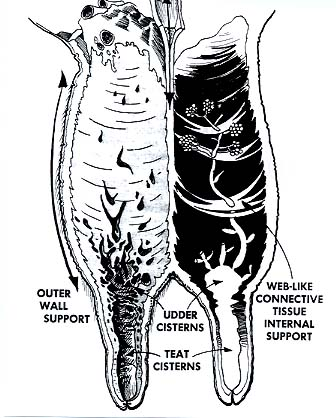 OUTER
WALL
SUPPORT
UDDER
CISTERNS
TEAT
CISTERNS
WEB-LIKE
CONNECTIVE
TISSUE
INTERNAL
SUPPORT